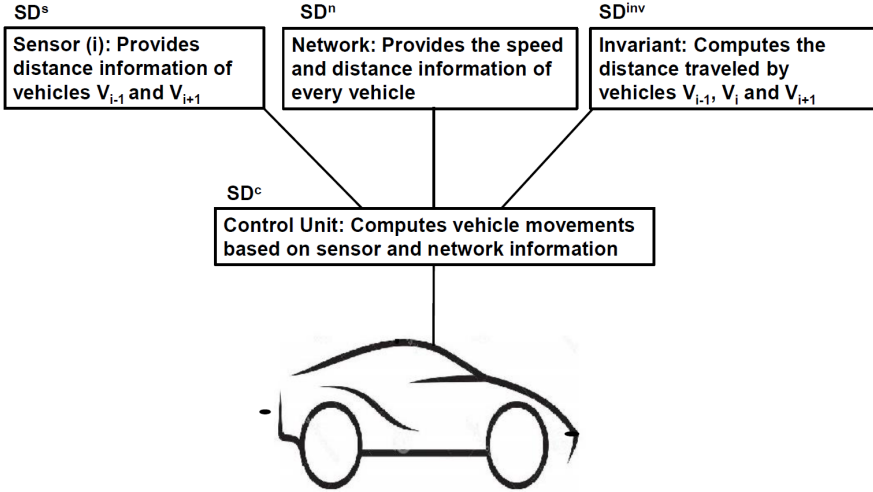 SDˢ
Sensor (i): Provides
distance information of
vehicles Vᵢ₋₁ and Vᵢ₊₁
SDⁿ
Network: Provides the speed
and distance information of
every vehicle
SDⁱⁿᵛ
Invariant: Computes the
distance traveled by
vehicles Vᵢ₋₁, Vᵢ and Vᵢ₊₁
SDᶜ
Control Unit: Computes vehicle movements
based on sensor and network information